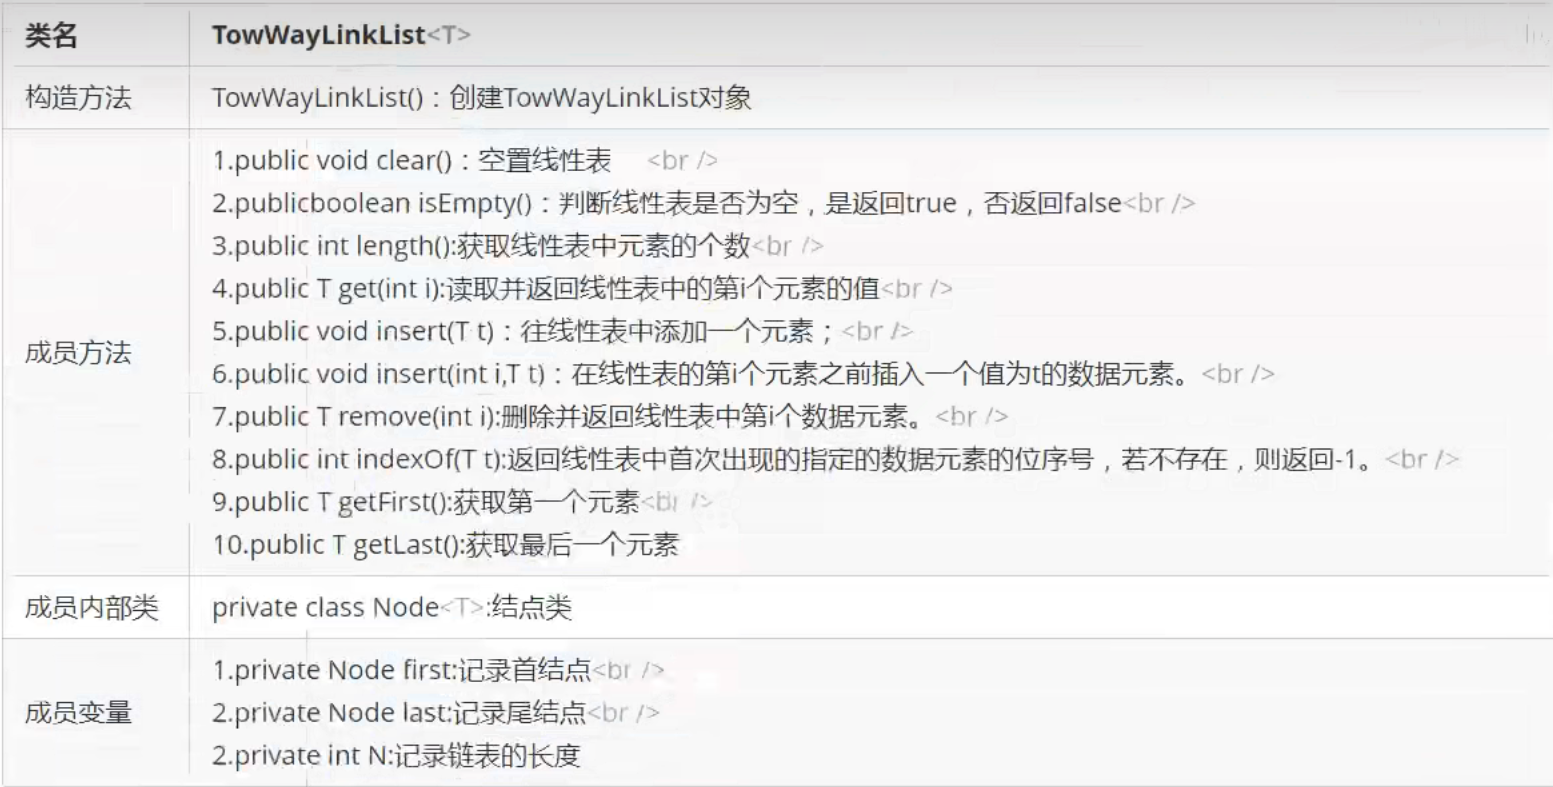 类名 TowWayLinkList<T>
构造方法 TowWayLinkList()：创建TowWayLinkList对象
1.public void clear()：空置线性表 <br />
2.publicboolean isEmpty()：判断线性表是否为空，是返回true，否返回false<br />
3.public int length():获取线性表中元素的个数<br />
4.public T get(int i):读取并返回线性表中的第i个元素的值<br />
成员方法
5.public void insert(T t)：往线性表中添加一个元素；<br />
6.public void insert(int i,T t)：在线性表的第i个元素之前插入一个值为t的数据元素。<br />
7.public T remove(int i):删除并返回线性表中第i个数据元素。<br />
8.public int indexOf(T t):返回线性表中首次出现的指定的数据元素的位序号，若不存在，则返回-1。<br />
9.public T getFirst():获取第一个元素<br />
10.public T getLast():获取最后一个元素
成员内部类 private class Node<T>:结点类
1.private Node first:记录首结点<br />
成员变量 2.private Node last:记录尾结点<br />
2.private int N:记录链表的长度